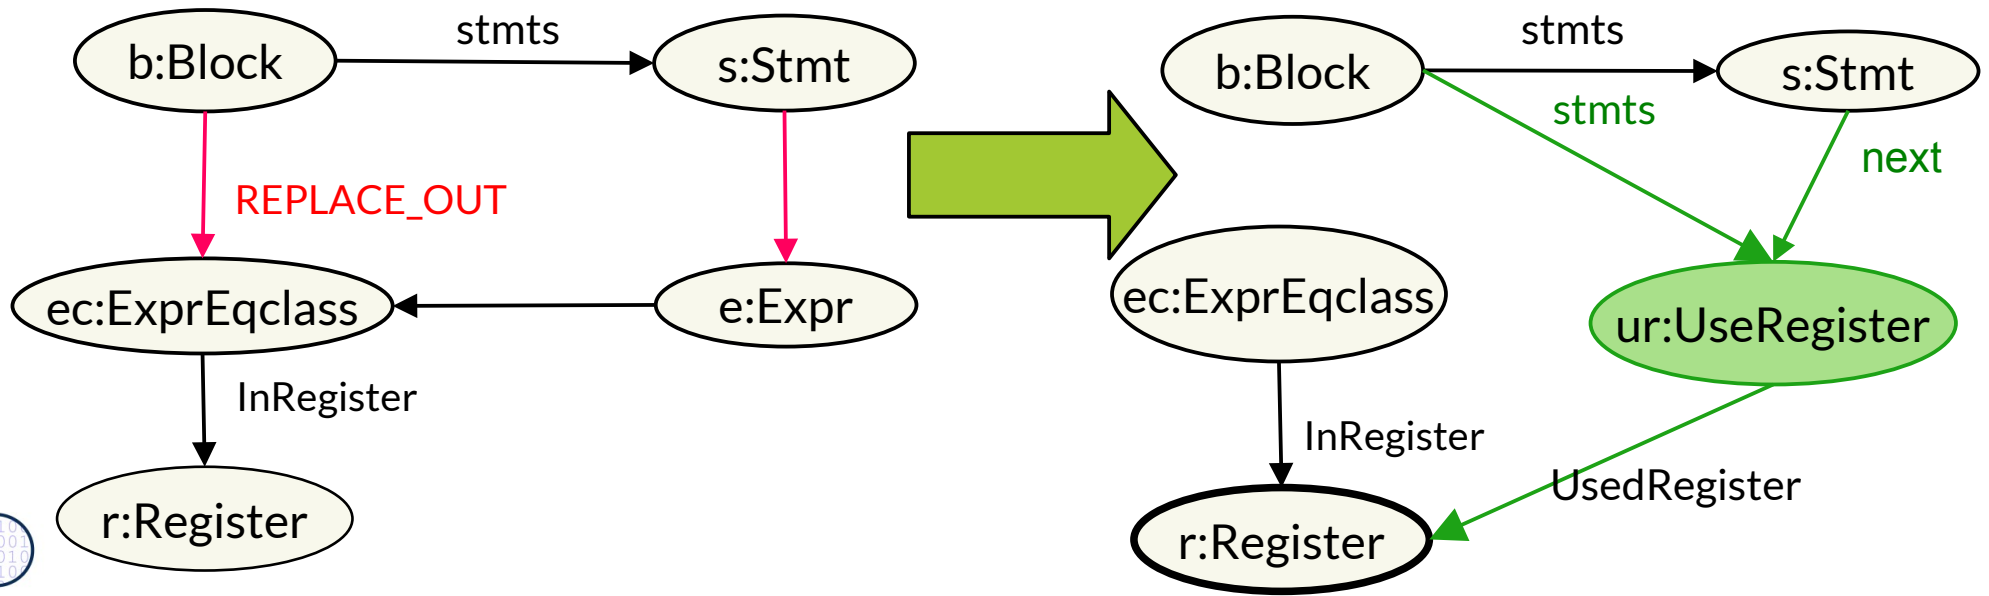 b:Block
stmts
s:Stmt
REPLACE_OUT
ec:ExprEqclass
e:Expr
InRegister
r:Register
b:Block
stmts
s:Stmt
stmts
next
ec:ExprEqclass
ur:UseRegister
InRegister
UsedRegister
r:Register